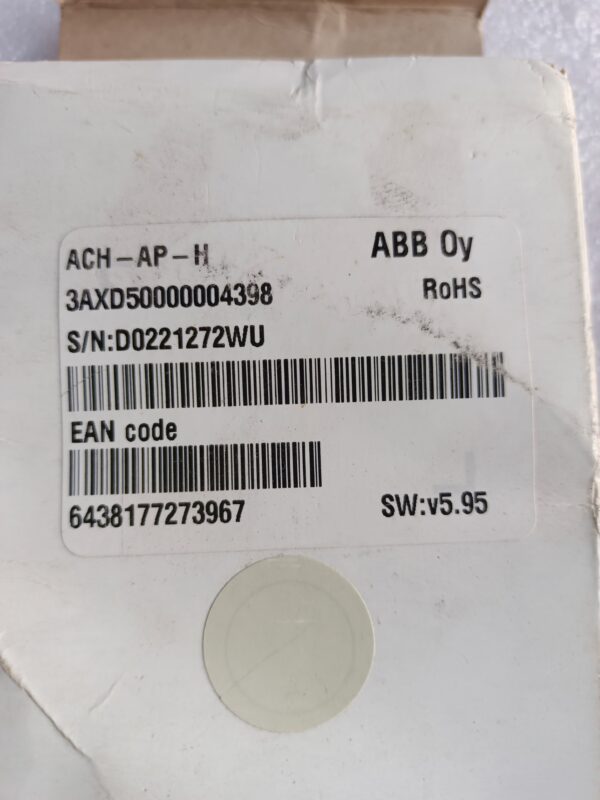 ACH-AP-H
ABB Oy
3AXD50000004398
RoHS
S/N:D0221272WU
EAN code
6438177273967
SW:v5.95